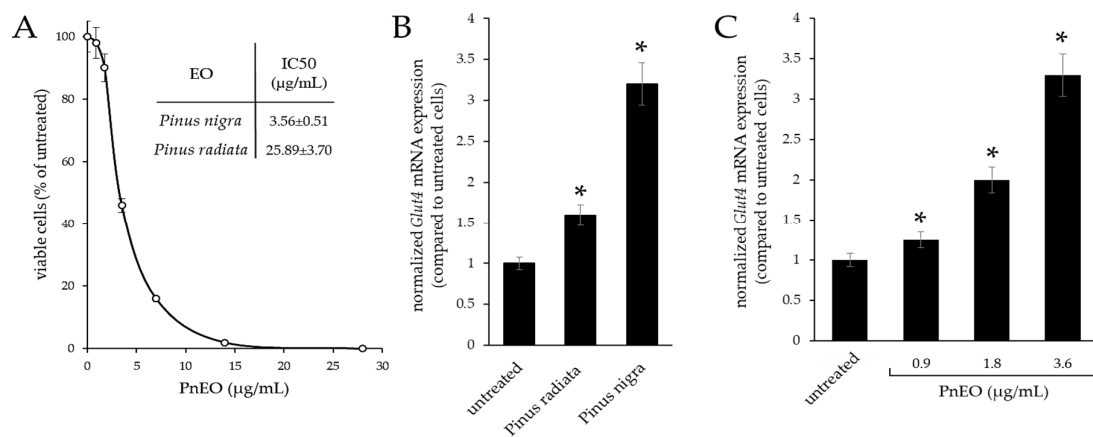 A
viable cells (% of untreated)
100
80
60
40
20
0
0
5
10
15
20
25
30
PnEO (µg/mL)
EO
IC50
(µg/mL)
Pinus nigra
3.56±0.51
Pinus radiata
25.89±3.70
B
normalized Glut4 mRNA expression
(compared to untreated cells)
4
3.5
3
2.5
2
1.5
1
0.5
0
*
*
untreated
Pinus radiata
Pinus nigra
C
normalized Glut4 mRNA expression
(compared to untreated cells)
4
3.5
3
2.5
2
1.5
1
0.5
0
*
*
*
untreated
0.9
1.8
3.6
PnEO (µg/mL)